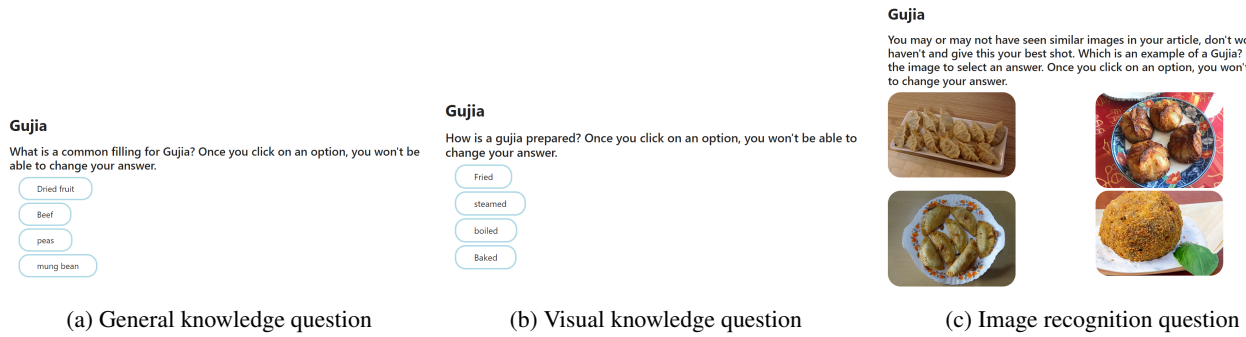 Gujia
What is a common filling for Gujia? Once you click on an option, you won't be
able to change your answer.
Dried fruit
Beef
peas
mung bean
(a) General knowledge question
Gujia
How is a gujia prepared? Once you click on an option, you won't be able to
change your answer.
Fried
steamed
boiled
Baked
(b) Visual knowledge question
Gujia
You may or may not have seen similar images in your article, don't
haven't and give this your best shot. Which is an example of a Gujia?
the image to select an answer. Once you click on an option, you
to change your answer.
(c) Image recognition question